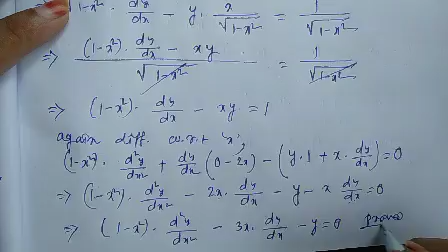 √1-x² · dy/dx - y · x/√1-x² = 1/√1-x²
⇒ ((1-x²) · dy/dx - xy)/√1-x² = 1/√1-x²
⇒ (1-x²) · dy/dx - xy = 1
again diff. w.r.t 'x',
(1-x²) · d²y/dx² + dy/dx (0-2x) - (y·1 + x · dy/dx) = 0
⇒ (1-x²) · d²y/dx² - 2x · dy/dx - y - x dy/dx = 0
⇒ (1-x²) · d²y/dx² - 3x · dy/dx - y = 0